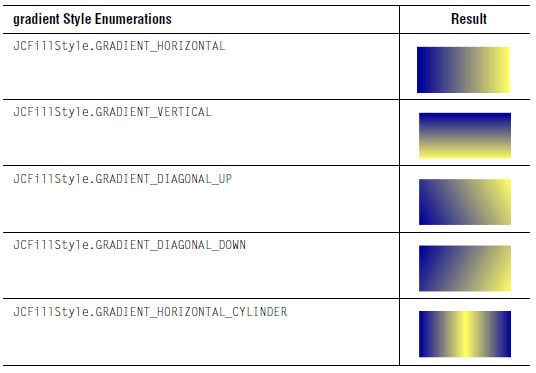 gradient Style Enumerations Result
JCFillStyle.GRADIENT_HORIZONTAL
JCFillStyle.GRADIENT_VERTICAL
JCFillStyle.GRADIENT_DIAGONAL_UP
JCFillStyle.GRADIENT_DIAGONAL_DOWN
JCFillStyle.GRADIENT_HORIZONTAL_CYLINDER